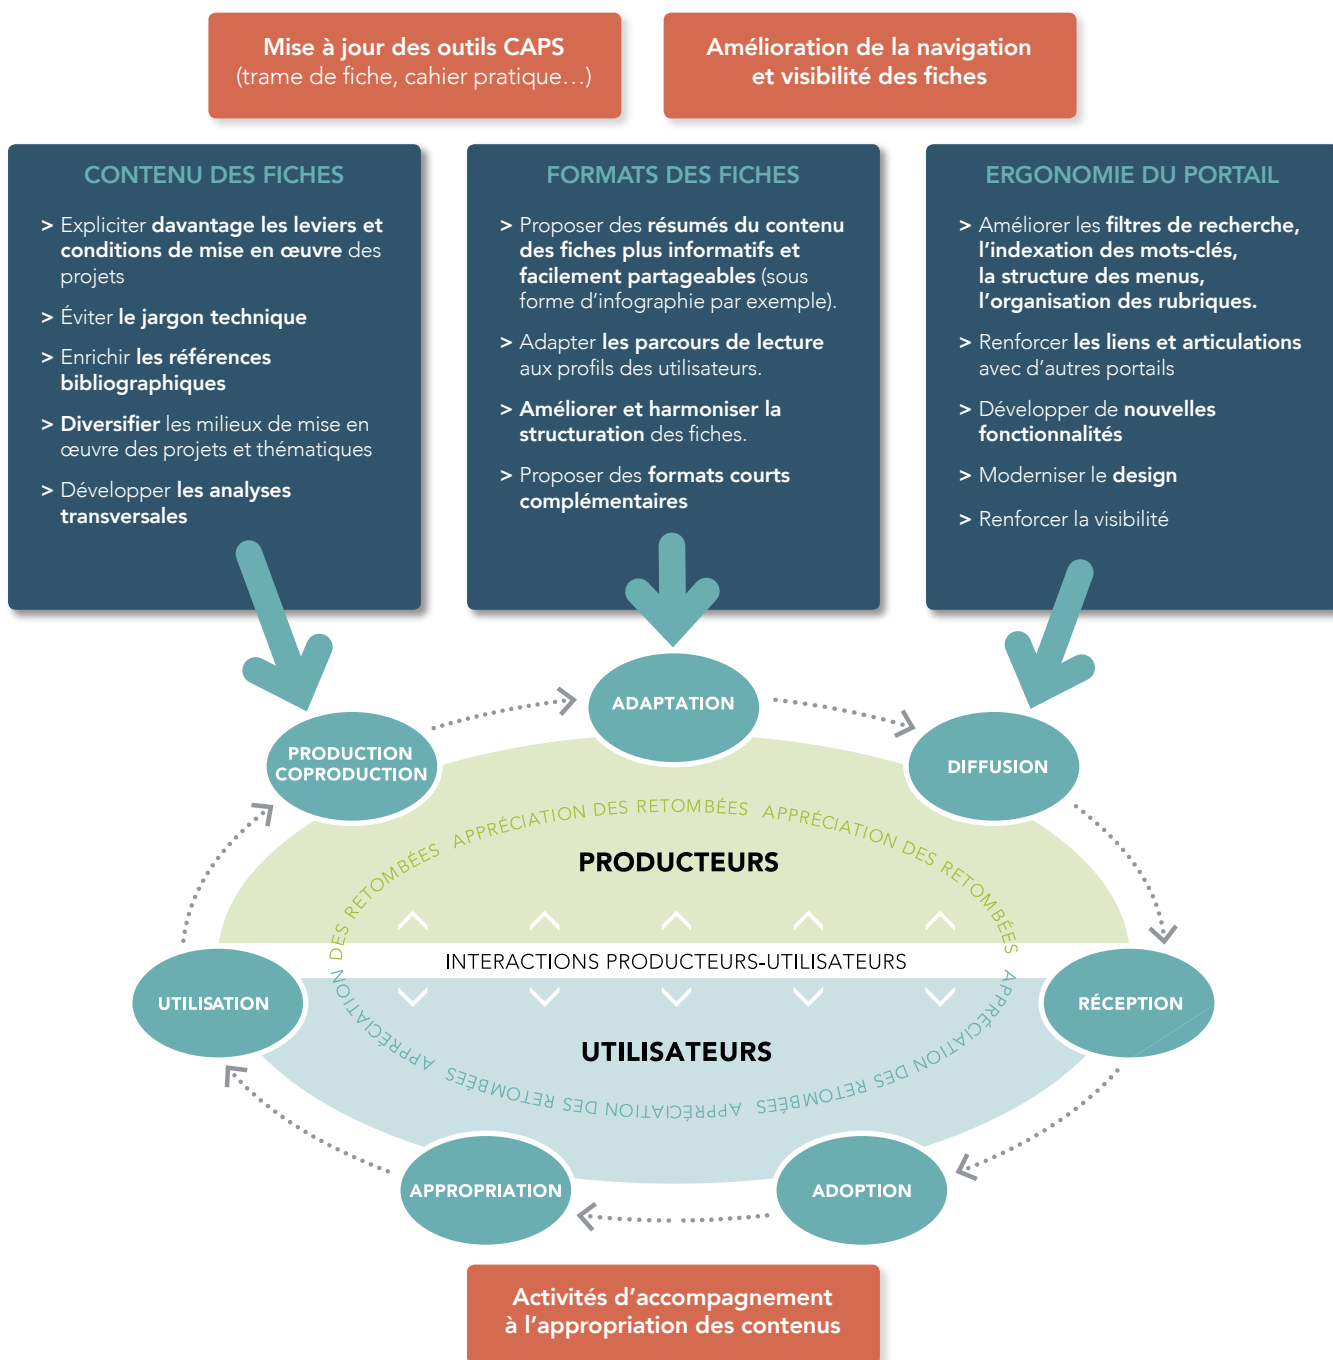 Mise à jour des outils CAPS
(trame de fiche, cahier pratique…)
Amélioration de la navigation
et visibilité des fiches
CONTENU DES FICHES
> Expliciter davantage les leviers et
conditions de mise en œuvre des
projets
> Éviter le jargon technique
> Enrichir les références
bibliographiques
> Diversifier les milieux de mise en
œuvre des projets et thématiques
> Développer les analyses
transversales
FORMATS DES FICHES
> Proposer des résumés du contenu
des fiches plus informatifs et
facilement partageables (sous
forme d’infographie par exemple).
> Adapter les parcours de lecture
aux profils des utilisateurs.
> Améliorer et harmoniser la
structuration des fiches.
> Proposer des formats courts
complémentaires
ERGONOMIE DU PORTAIL
> Améliorer les filtres de recherche,
l’indexation des mots-clés,
la structure des menus,
l’organisation des rubriques.
> Renforcer les liens et articulations
avec d’autres portails
> Développer de nouvelles
fonctionnalités
> Moderniser le design
> Renforcer la visibilité
ADAPTATION
PRODUCTION
COPRODUCTION
DIFFUSION
APPRÉCIATION DES RETOMBÉES APPRÉCIATION DES RETOMBÉES APPRÉCIATION DES RETOMBÉES APPRÉCIATION DES RETOMBÉES APPRÉCIATION DES RETOMBÉES
PRODUCTEURS
INTERACTIONS PRODUCTEURS-UTILISATEURS
UTILISATION
RÉCEPTION
UTILISATEURS
APPROPRIATION
ADOPTION
Activités d’accompagnement
à l’appropriation des contenus